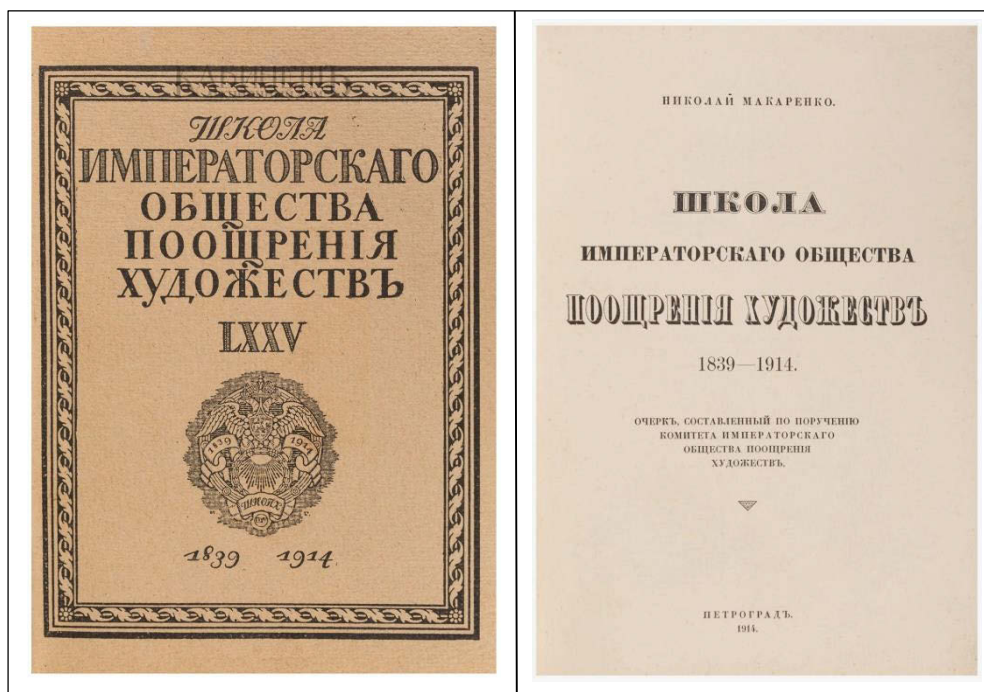 ШКОЛА
ИМПЕРАТОРСКАГО
ОБЩЕСТВА
ПООЩРЕНІЯ
ХУДОЖЕСТВЪ
LXXV
1839 1914
1839 1914.
НИКОЛАЙ МАКАРЕНКО.
ШКОЛА
ИМПЕРАТОРСКАГО ОБЩЕСТВА
ПООЩРЕНІЯ ХУДОЖЕСТВЪ
1839—1914.
ОЧЕРКЪ, СОСТАВЛЕННЫЙ ПО ПОРУЧЕНІЮ
КОМИТЕТА ИМПЕРАТОРСКАГО
ОБЩЕСТВА ПООЩРЕНІЯ
ХУДОЖЕСТВЪ.
ПЕТРОГРАДЪ.
1914.